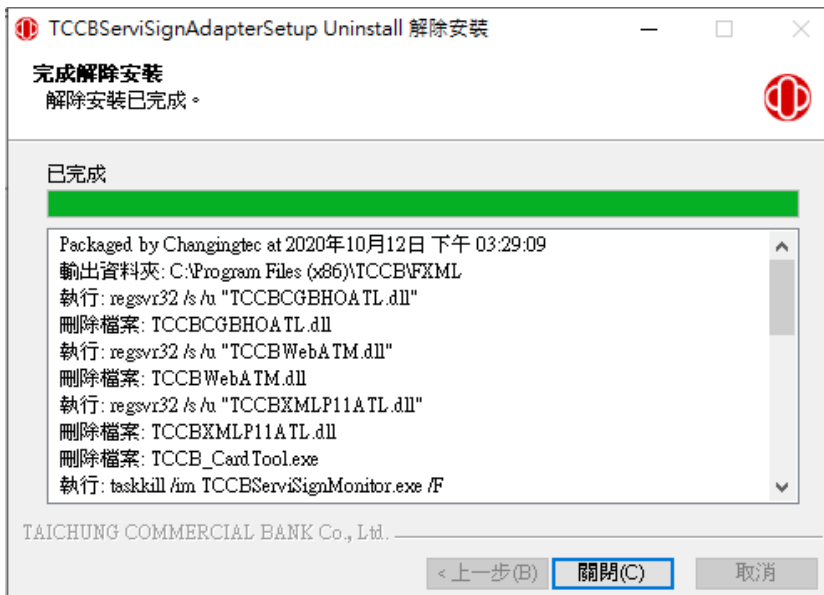 TCCBServiSignAdapterSetup Uninstall 解除安裝
完成解除安裝
解除安裝已完成。
已完成
Packaged by Changingtec at 2020年10月12日 下午 03:29:09
輸出資料夾: C:\Program Files (x86)\TCCB\FXML
執行: regsvr32 /s /u "TCCBCGBHOATL.dll"
刪除檔案: TCCBCGBHOATL.dll
執行: regsvr32 /s /u "TCCBWebATM.dll"
刪除檔案: TCCBWebATM.dll
執行: regsvr32 /s /u "TCCBXMLP11ATL.dll"
刪除檔案: TCCBXMLP11ATL.dll
刪除檔案: TCCB_CardTool.exe
執行: taskkill /im TCCBServiSignMonitor.exe /F
TAICHUNG COMMERCIAL BANK Co., Ltd.
< 上一步(B) 關閉(C) 取消